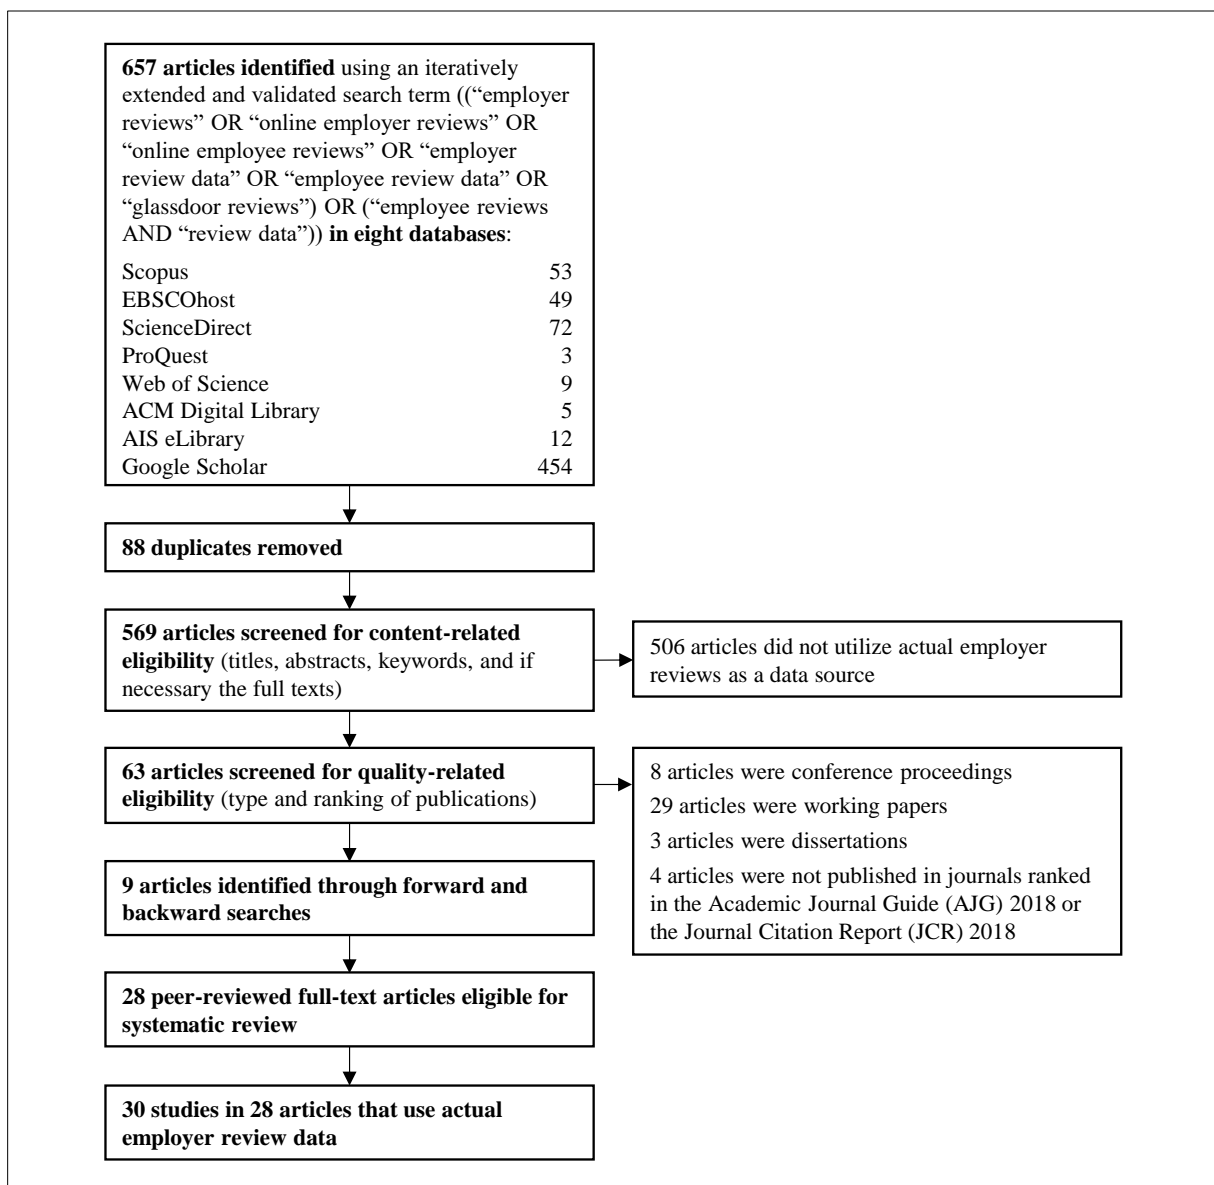 657 articles identified using an iteratively
extended and validated search term ((“employer
reviews” OR “online employer reviews” OR
“online employee reviews” OR “employer
review data” OR “employee review data” OR
“glassdoor reviews”) OR (“employee reviews
AND “review data”)) in eight databases:
Scopus 53
EBSCOhost 49
ScienceDirect 72
ProQuest 3
Web of Science 9
ACM Digital Library 5
AIS eLibrary 12
Google Scholar 454
88 duplicates removed
569 articles screened for content-related
eligibility (titles, abstracts, keywords, and if
necessary the full texts)
506 articles did not utilize actual employer
reviews as a data source
63 articles screened for quality-related
eligibility (type and ranking of publications)
8 articles were conference proceedings
29 articles were working papers
3 articles were dissertations
4 articles were not published in journals ranked
in the Academic Journal Guide (AJG) 2018 or
the Journal Citation Report (JCR) 2018
9 articles identified through forward and
backward searches
28 peer-reviewed full-text articles eligible for
systematic review
30 studies in 28 articles that use actual
employer review data